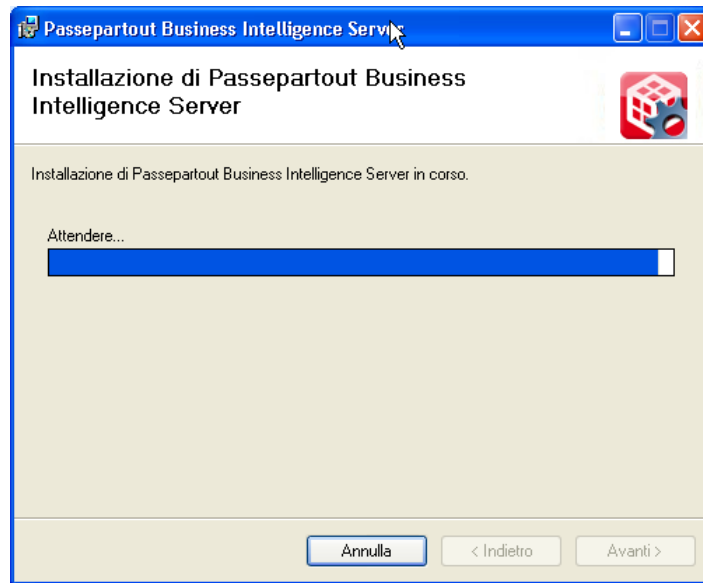 Passepartout Business Intelligence Server
Installazione di Passepartout Business
Intelligence Server
Installazione di Passepartout Business Intelligence Server in corso.
Attendere...
Annulla
< Indietro
Avanti >